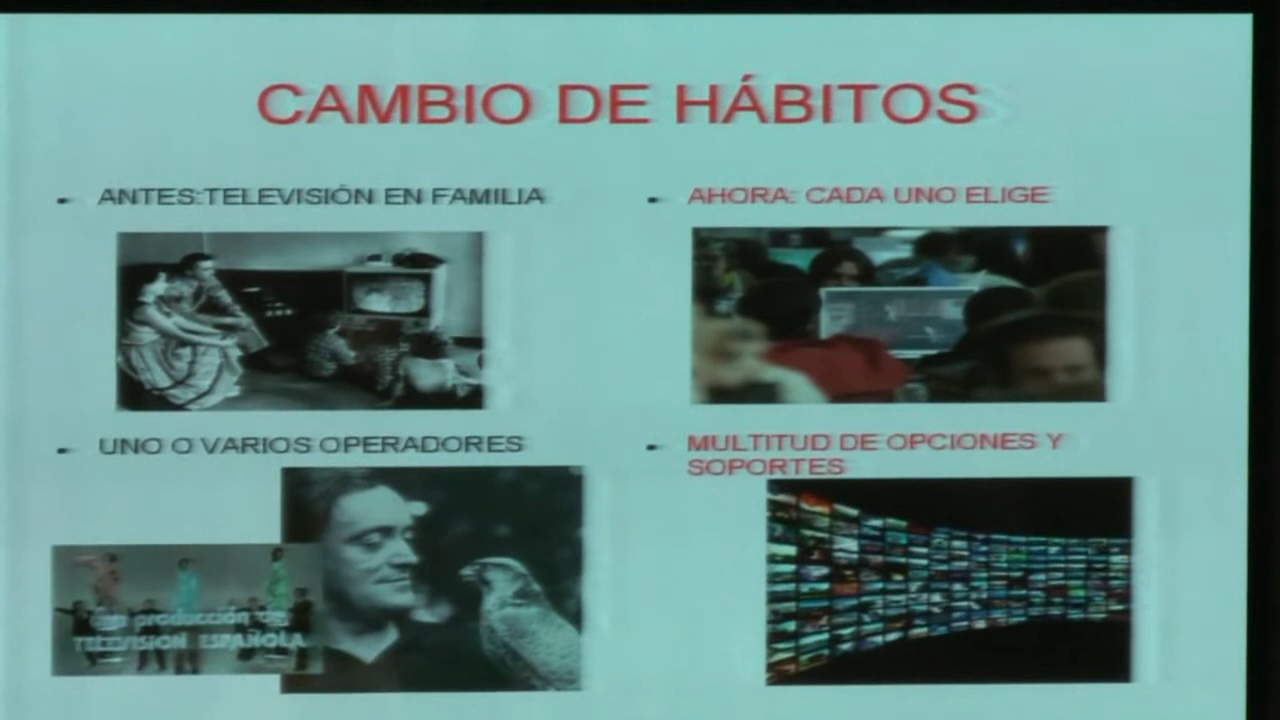 CAMBIO DE HÁBITOS
• ANTES:TELEVISIÓN EN FAMILIA
• UNO O VARIOS OPERADORES
Una producción de
TELEVISION ESPAÑOLA
• AHORA: CADA UNO ELIGE
• MULTITUD DE OPCIONES Y
SOPORTES